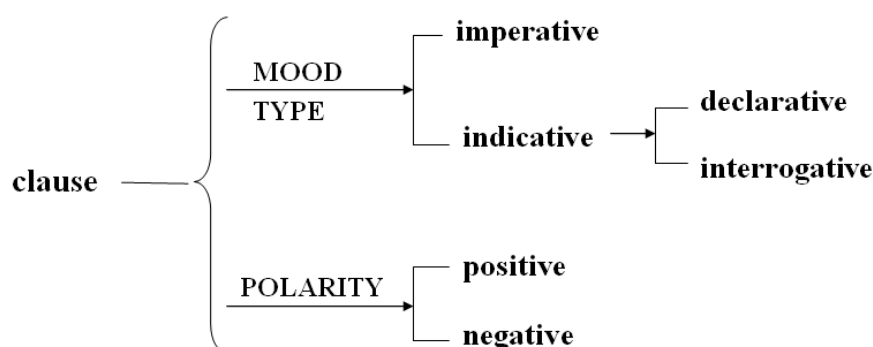 imperative
MOOD
TYPE
declarative
indicative
interrogative
clause
positive
POLARITY
negative